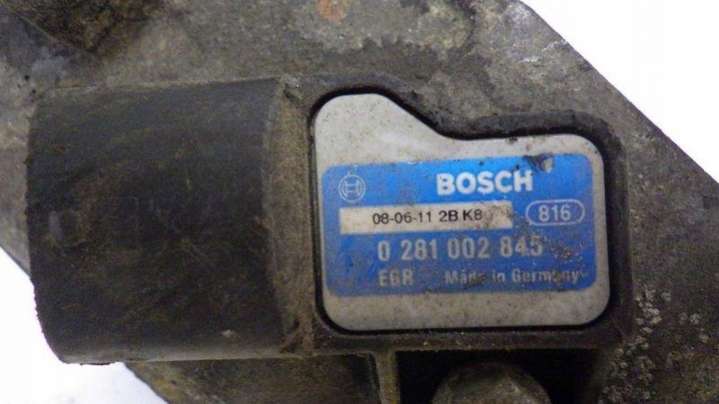 BOSCH
08-06-11 2B K8
816
0 281 002 845
EGR Made in Germany